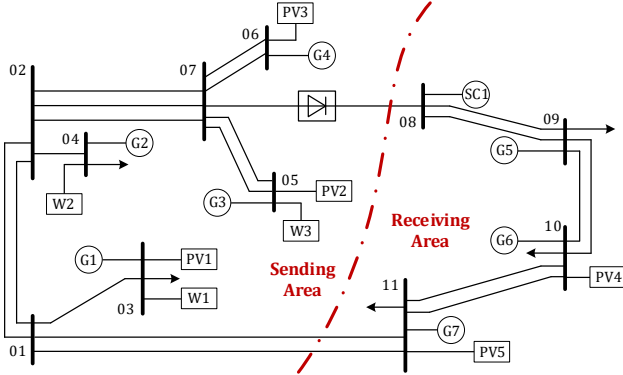 PV3
06
G4
02
07
SC1
08
09
04
G2
G5
W2
05
PV2
G3
W3
Receiving
Area
10
G6
G1
PV1
Sending
Area
11
PV4
W1
03
G7
01
PV5